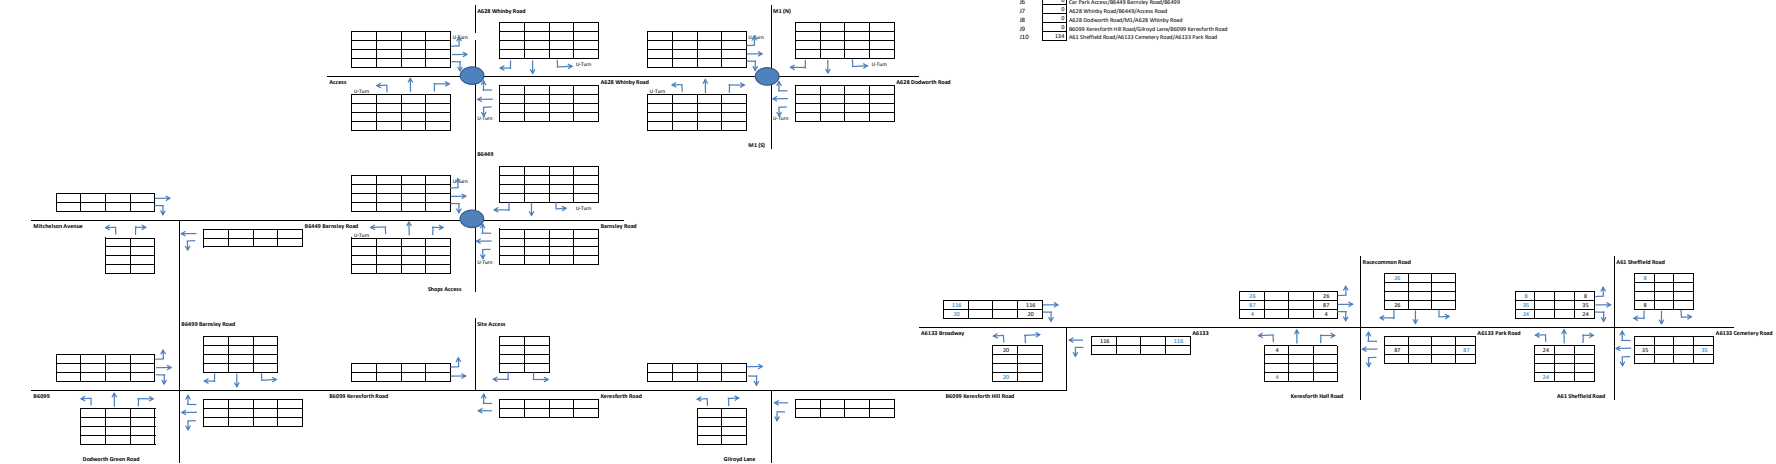 J6 0 Car Park Access/B6449 Barnsley Road/B6499
J7 0 A628 Whinby Road/B6449/Access Road
J8 0 A628 Dodworth Road/M1/A628 Whinby Road
J9 0 B6099 Keresforth Hill Road/Gilroyd Lane/B6099 Keresforth Road
J10 134 A61 Sheffield Road/A6133 Cemetery Road/A6133 Park Road
A628 Whinby Road
M1 (N)
U-Turn
U-Turn
U-Turn
U-Turn
Access
A628 Whinby Road
A628 Dodworth Road
U-Turn
U-Turn
U-Turn
U-Turn
M1 (S)
B6449
U-Turn
U-Turn
Mitchelson Avenue
B6449 Barnsley Road
Barnsley Road
U-Turn
U-Turn
Shops Access
Racecommon Road
A61 Sheffield Road
26
8
26 26
8 8
87 87
35 35
4 4
24 24
26
8
116 116
20 20
B6499 Barnsley Road
Site Access
A6133 Broadway
A6133
A6133 Park Road
A6133 Cemetery Road
116 116
20
4
87 87
24
35 35
20
4
24
B6099
B6099 Keresforth Road
Keresforth Road
B6099 Keresforth Hill Road
Keresforth Hall Road
A61 Sheffield Road
Dodworth Green Road
Gilroyd Lane